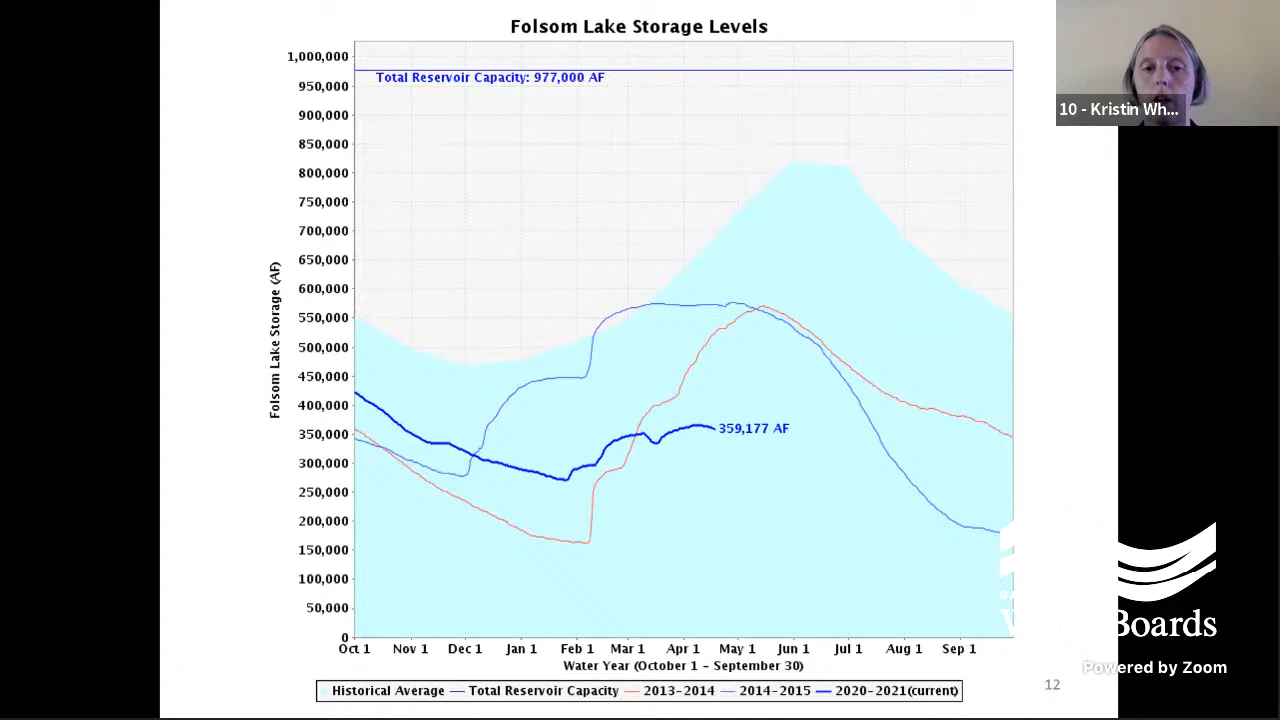 Folsom Lake Storage Levels
1,000,000
Total Reservoir Capacity: 977,000 AF
950,000
900,000
850,000
800,000
750,000
700,000
650,000
600,000
550,000
500,000
450,000
400,000
350,000
300,000
250,000
200,000
150,000
100,000
50,000
0
Folsom Lake Storage (AF)
359,177 AF
Oct 1 Nov 1 Dec 1 Jan 1 Feb 1 Mar 1 Apr 1 May 1 Jun 1 Jul 1 Aug 1 Sep 1
Water Year (October 1 - September 30)
Historical Average Total Reservoir Capacity 2013-2014 2014-2015 2020-2021(current)
12
10 - Kristin Wh...
Boards
Powered by Zoom